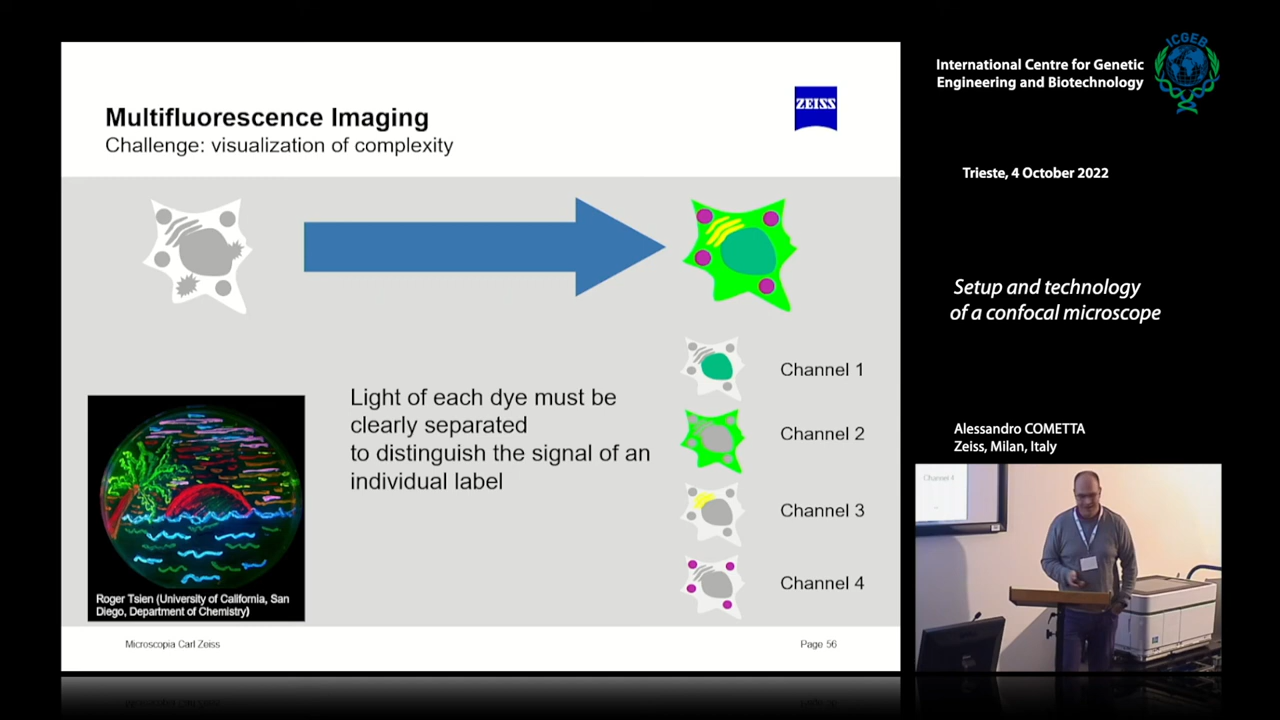 Multifluorescence Imaging
Challenge: visualization of complexity
ZEISS
Light of each dye must be
clearly separated
to distinguish the signal of an
individual label
Channel 1
Channel 2
Channel 3
Channel 4
Roger Tsien (University of California, San
Diego, Department of Chemistry)
Microscopia Carl Zeiss
Page 56
International Centre for Genetic
Engineering and Biotechnology
ICGEB
Trieste, 4 October 2022
Setup and technology
of a confocal microscope
Alessandro COMETTA
Zeiss, Milan, Italy
Channel 4